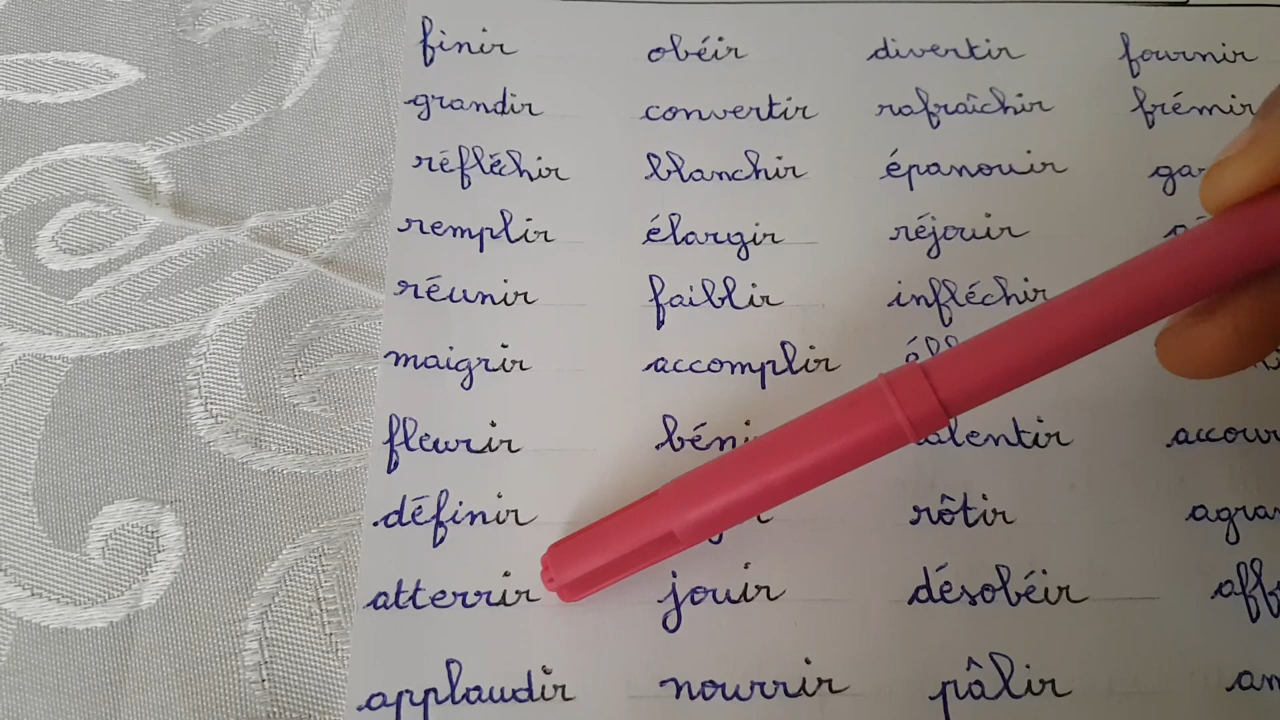 finir obéir divertir fournir
grandir convertir rafraîchir frémir
réfléchir blanchir épanouir
remplir élargir réjouir
réunir faiblir infléchir
maigrir accomplir
fleurir
définir rôtir
atterrir jouir désobéir
applaudir nourrir pâlir